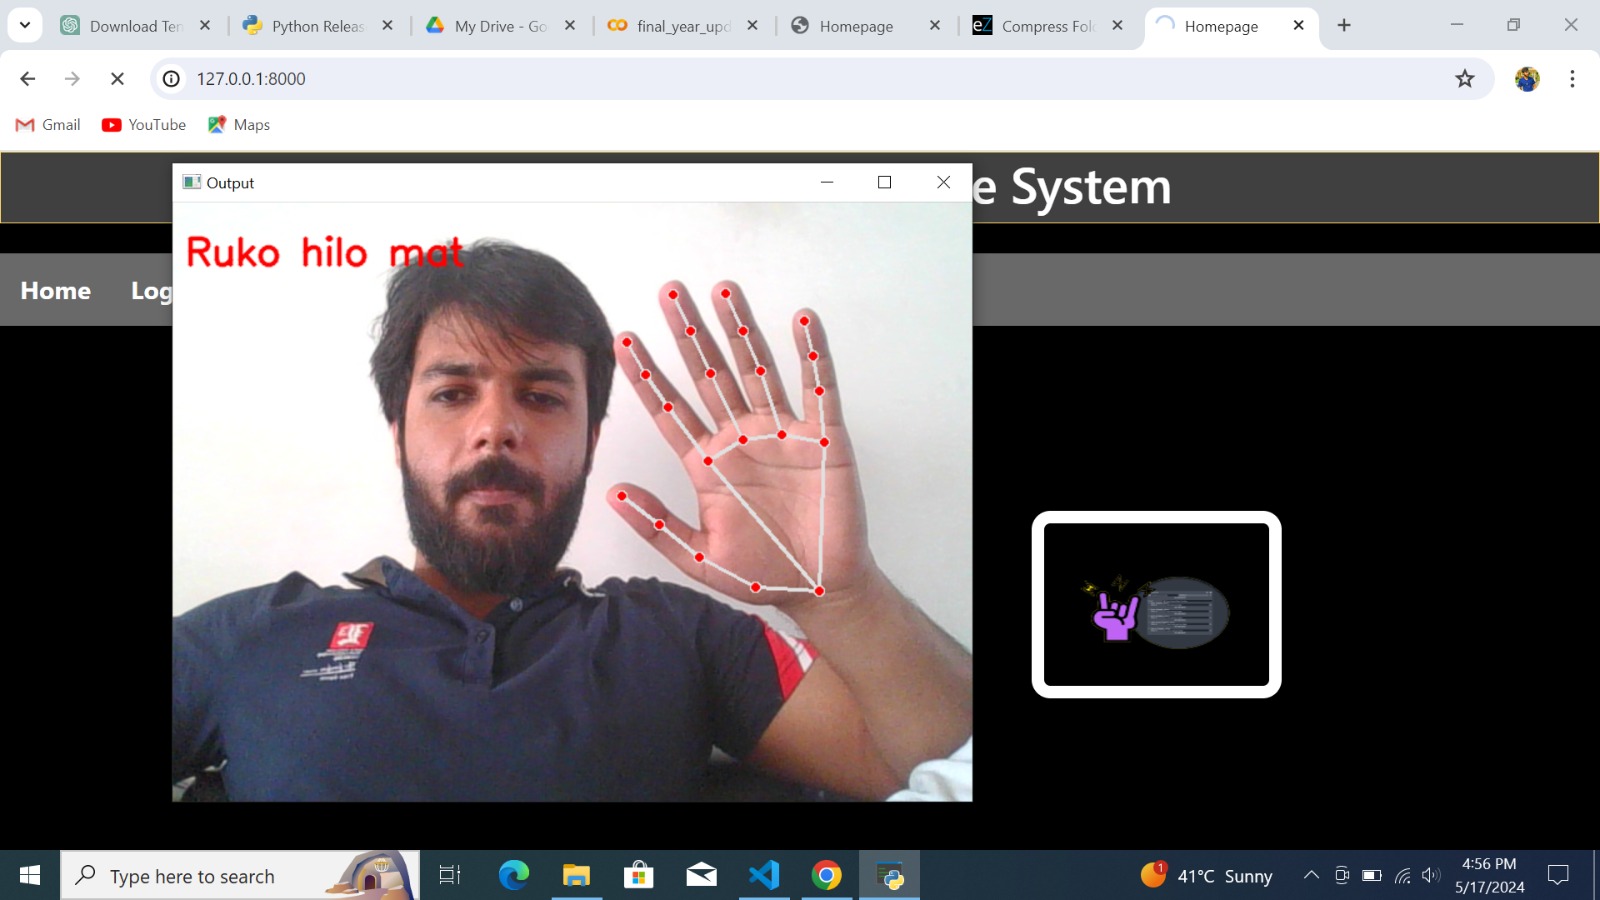 Download Ten
Python Releas
My Drive - Go
final_year_upd
Homepage
Compress Fol
Homepage
127.0.0.1:8000
Gmail
YouTube
Maps
Output
e System
Ruko hilo mat
Home
Log
Type here to search
1
41°C Sunny
4:56 PM
5/17/2024